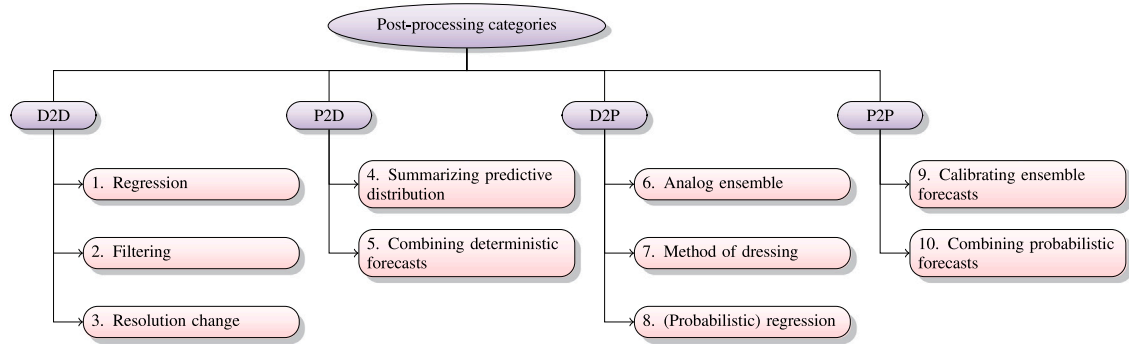 Post-processing categories
D2D
P2D
D2P
P2P
1. Regression
2. Filtering
3. Resolution change
4. Summarizing predictive
distribution
5. Combining deterministic
forecasts
6. Analog ensemble
7. Method of dressing
8. (Probabilistic) regression
9. Calibrating ensemble
forecasts
10. Combining probabilistic
forecasts